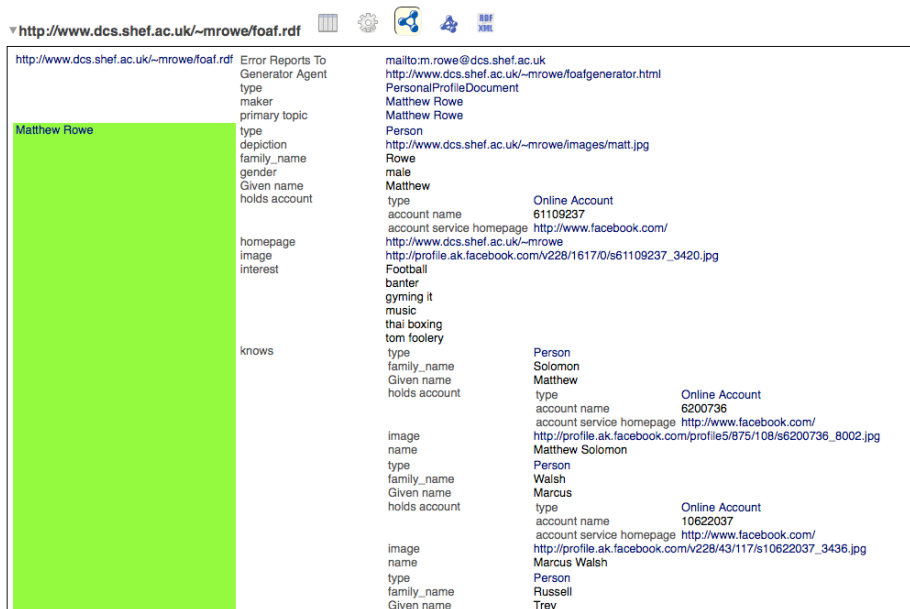 http://www.dcs.shef.ac.uk/~mrowe/foaf.rdf RDF XML
http://www.dcs.shef.ac.uk/~mrowe/foaf.rdf Error Reports To mailto:m.rowe@dcs.shef.ac.uk
Generator Agent http://www.dcs.shef.ac.uk/~mrowe/foafgenerator.html
type PersonalProfileDocument
maker Matthew Rowe
primary topic Matthew Rowe
Matthew Rowe type Person
depiction http://www.dcs.shef.ac.uk/~mrowe/images/matt.jpg
family_name Rowe
gender male
Given name Matthew
holds account type Online Account
account name 61109237
account service homepage http://www.facebook.com/
homepage http://www.dcs.shef.ac.uk/~mrowe
image http://profile.ak.facebook.com/v228/1617/0/s61109237_3420.jpg
interest Football
banter
gyming it
music
thai boxing
tom foolery
knows type Person
family_name Solomon
Given name Matthew
holds account type Online Account
account name 6200736
account service homepage http://www.facebook.com/
image http://profile.ak.facebook.com/profile5/875/108/s6200736_8002.jpg
name Matthew Solomon
type Person
family_name Walsh
Given name Marcus
holds account type Online Account
account name 10622037
account service homepage http://www.facebook.com/
image http://profile.ak.facebook.com/v228/43/117/s10622037_3436.jpg
name Marcus Walsh
type Person
family_name Russell
Given name Trey